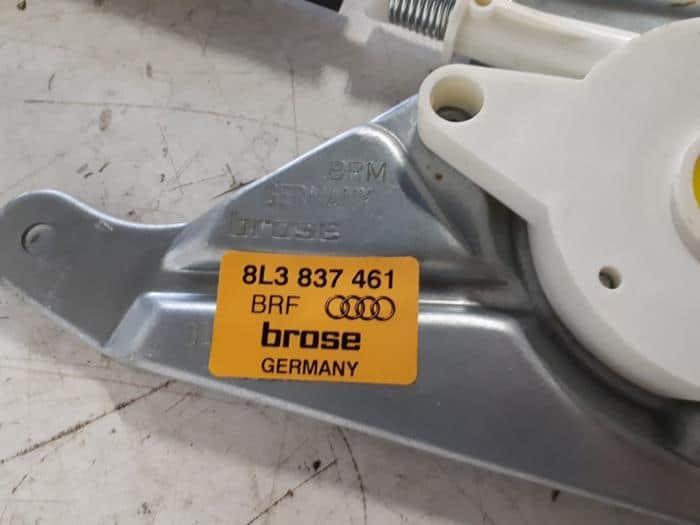 BRM
GERMANY
brose
8L3 837 461
BRF
brose
GERMANY